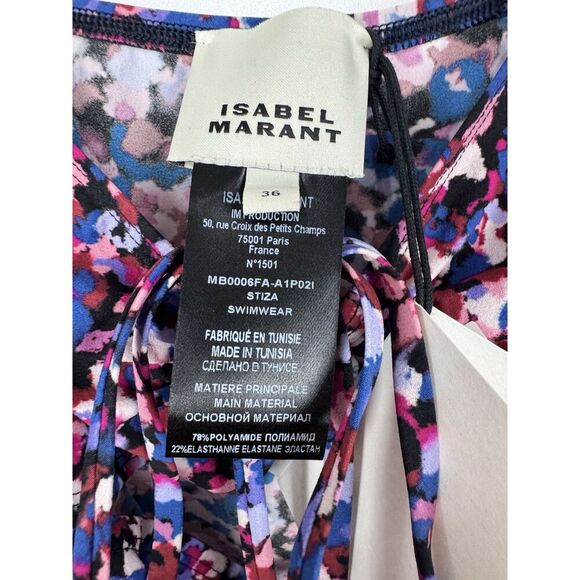 ISABEL
MARANT
36
ISA NT
IM PRODUCTION
50, rue Croix des Petits Champs
75001 Paris
France
N°1501
MB0006FA-A1P02I
STIZA
SWIMWEAR
FABRIQUÉ EN TUNISIE
MADE IN TUNISIA
СДЕЛАНО В ТУНИСЕ
MATIERE PRINCIPALE
MAIN MATERIAL
ОСНОВНОЙ МАТЕРИАЛ
78%POLYAMIDE ПОЛИАМИД
22%ELASTHANNE ELASTANE ЭЛАСТАН